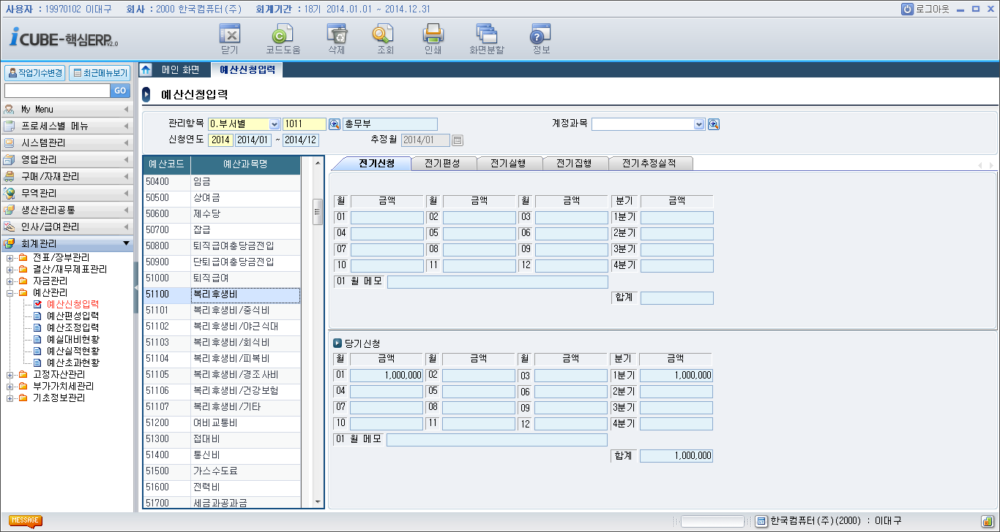 사용자 : 19970102 이대구 회사 : 2000 한국컴퓨터(주) 회계기간 : 18기 2014.01.01 ~ 2014.12.31 로그아웃
iCUBE-핵심ERP v2.0 닫기 코드도움 삭제 조회 인쇄 화면분할 정보
작업기수변경 최근메뉴보기
GO
My Menu
프로세스별 메뉴
시스템관리
영업관리
구매/자재관리
무역관리
생산관리공통
인사/급여관리
회계관리
전표/장부관리
결산/재무제표관리
자금관리
예산관리
예산신청입력
예산편성입력
예산조정입력
예실대비현황
예산실적현황
예산초과현황
고정자산관리
부가가치세관리
기초정보관리
메인 화면 예산신청입력
예산신청입력
관리항목 0.부서별 1011 총무부 계정과목
신청연도 2014 2014/01 ~ 2014/12 추정월 2014/01
예산코드 예산과목명
50400 임금
50500 상여금
50600 제수당
50700 잡급
50800 퇴직급여충당금전입
50900 단퇴급여충당금전입
51000 퇴직급여
51100 복리후생비
51101 복리후생비/중식비
51102 복리후생비/야근식대
51103 복리후생비/회식비
51104 복리후생비/피복비
51105 복리후생비/경조사비
51106 복리후생비/건강보험
51107 복리후생비/기타
51200 여비교통비
51300 접대비
51400 통신비
51500 가스수도료
51600 전력비
51700 세금과공과금
전기신청 전기편성 전기실행 전기집행 전기추정실적
월 금액 월 금액 월 금액 분기 금액
01 02 03 1분기
04 05 06 2분기
07 08 09 3분기
10 11 12 4분기
01 월 메모
합계
당기신청
월 금액 월 금액 월 금액 분기 금액
01 1,000,000 02 03 1분기 1,000,000
04 05 06 2분기
07 08 09 3분기
10 11 12 4분기
01 월 메모
합계 1,000,000
MESSAGE 한국컴퓨터(주)(2000) : 이대구